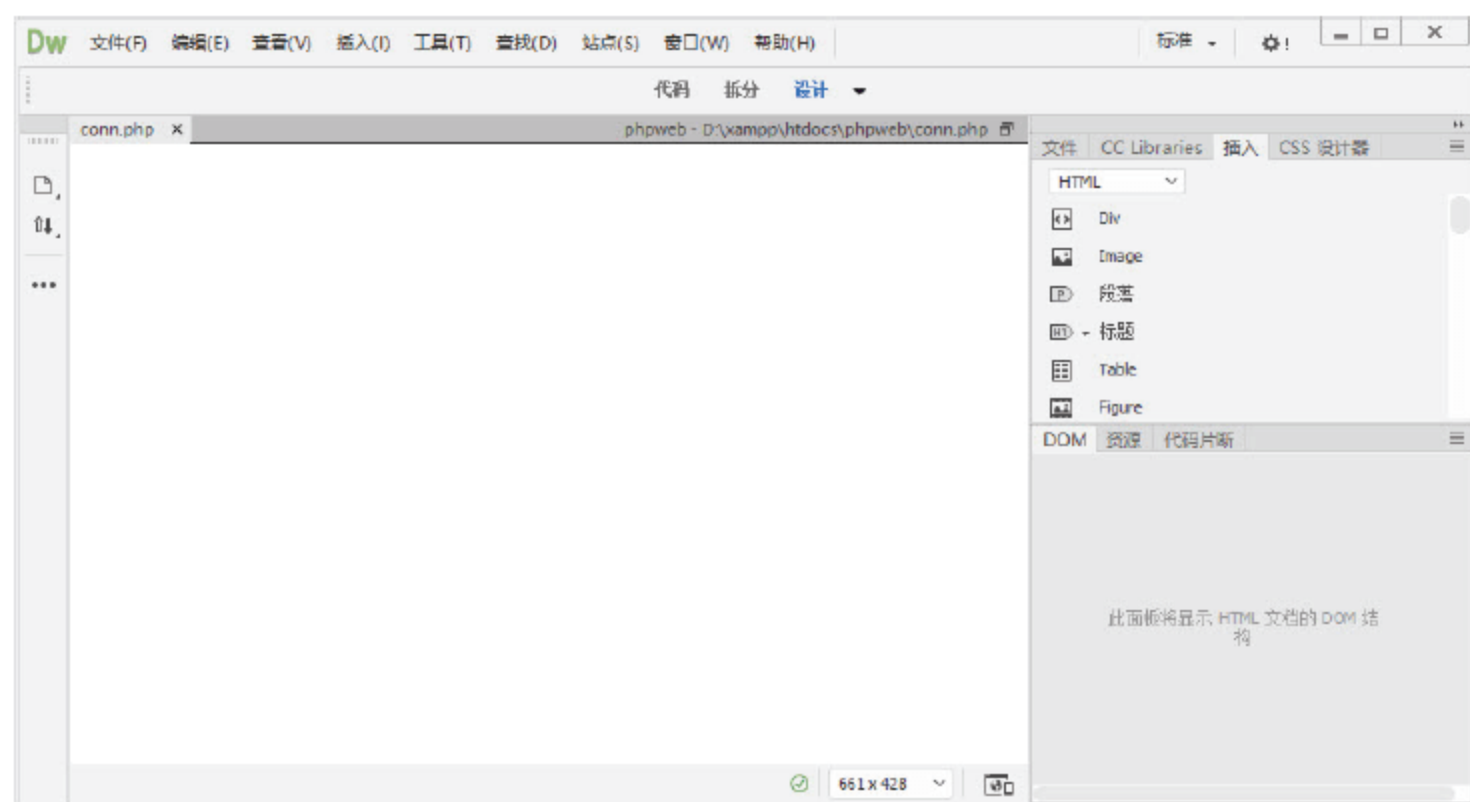 Dw 文件(F) 编辑(E) 查看(V) 插入(I) 工具(T) 查找(D) 站点(S) 窗口(W) 帮助(H) 标准
代码 拆分 设计
conn.php × phpweb - D:\xampp\htdocs\phpweb\conn.php
文件 CC Libraries 插入 CSS 设计器
HTML
Div
Image
段落
标题
Table
Figure
DOM 资源 代码片断
此面板将显示 HTML 文档的 DOM 结
构
661 x 428